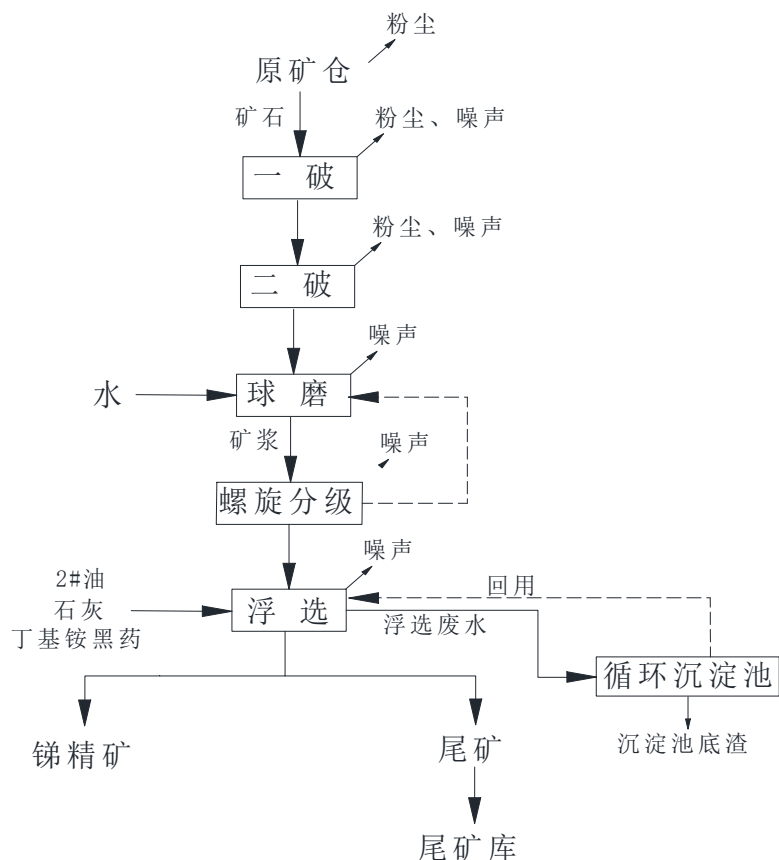 粉尘
原矿仓
矿石
粉尘、噪声
一破
粉尘、噪声
二破
噪声
水
球磨
矿浆
噪声
螺旋分级
噪声
2#油
石灰
丁基铵黑药
浮选
回用
浮选废水
循环沉淀池
锑精矿
尾矿
沉淀池底渣
尾矿库